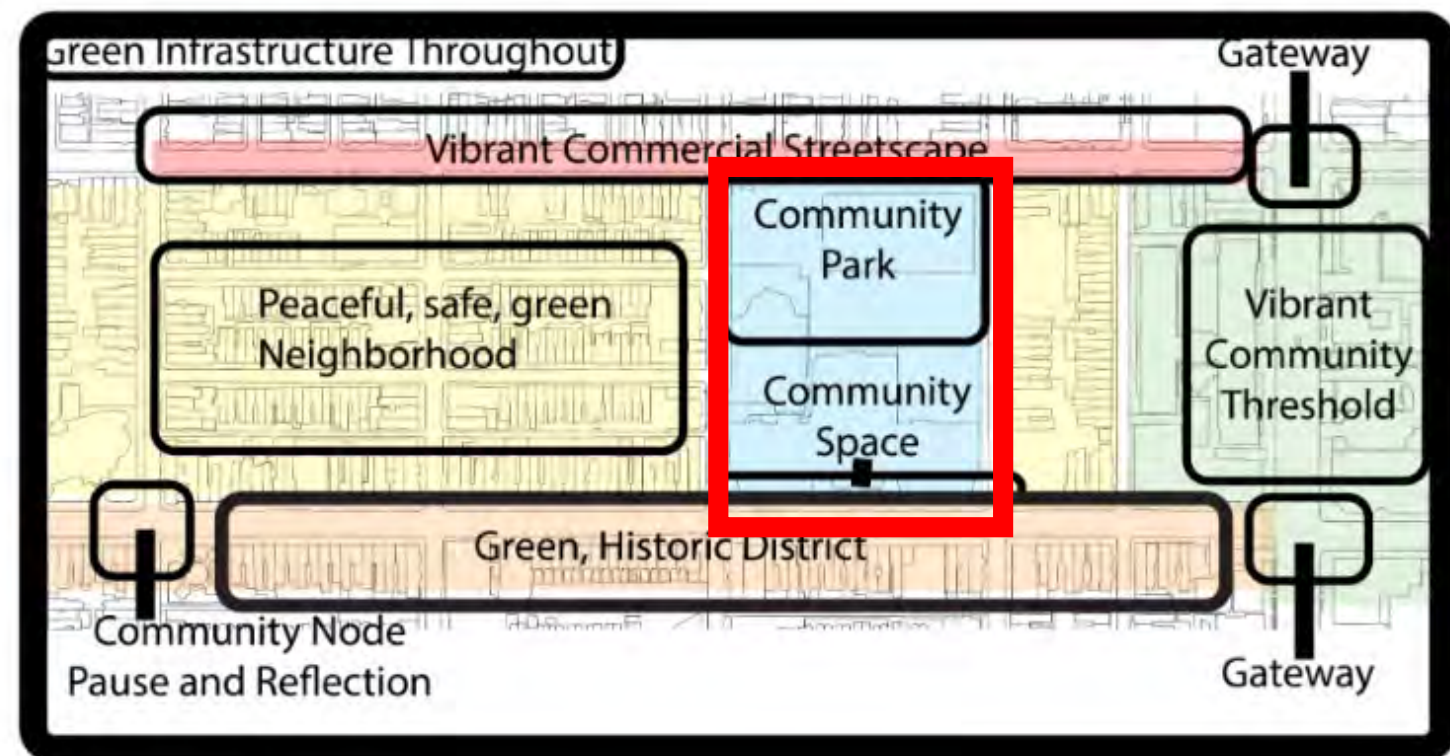 Green Infrastructure Throughout
Gateway
Vibrant Commercial Streetscape
Community
Park
Peaceful, safe, green
Neighborhood
Vibrant
Community
Threshold
Community
Space
Green, Historic District
Community Node
Pause and Reflection
Gateway